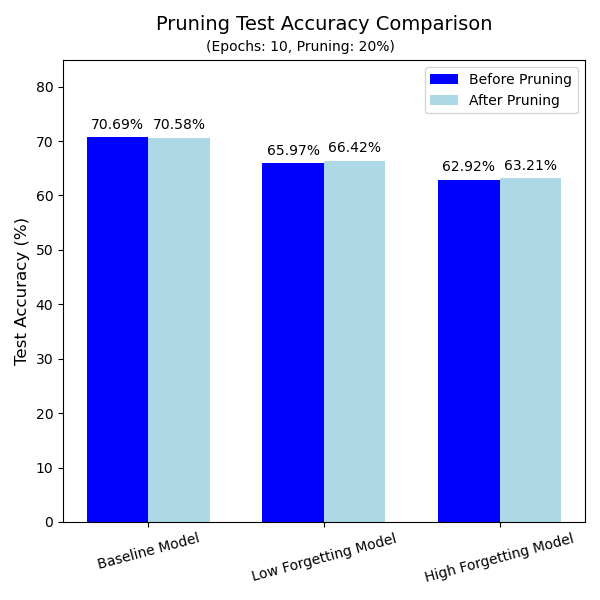 Pruning Test Accuracy Comparison
(Epochs: 10, Pruning: 20%)
Before Pruning
After Pruning
Test Accuracy (%)
80
70
60
50
40
30
20
10
0
70.69%
70.58%
65.97%
66.42%
62.92%
63.21%
Baseline Model
Low Forgetting Model
High Forgetting Model